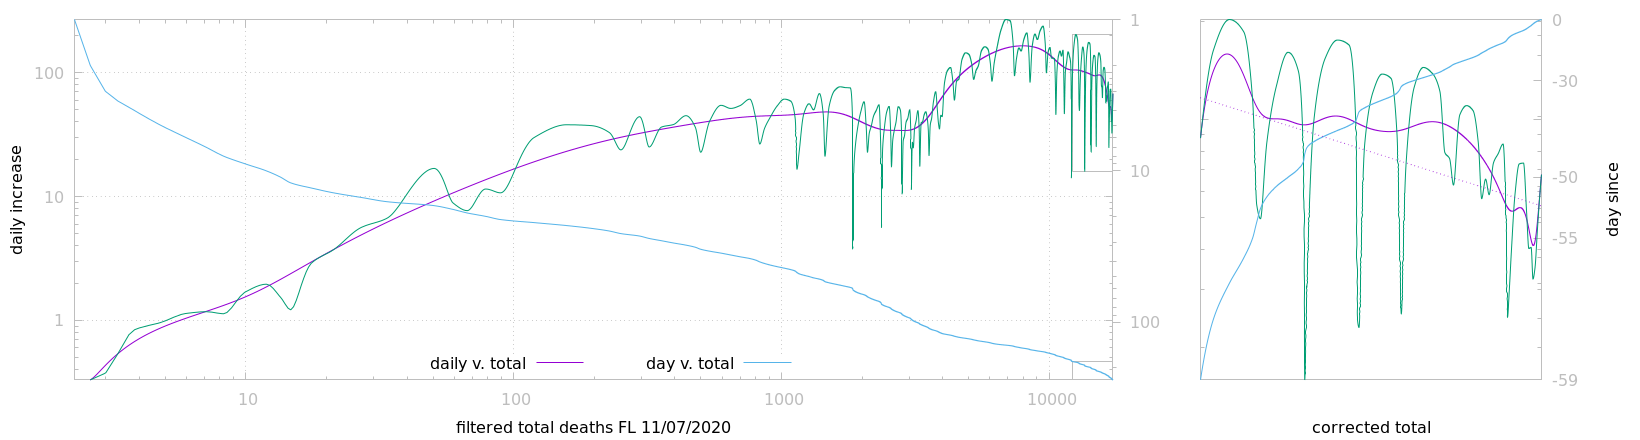 daily increase
100
10
1
10
100
1000
10000
1
10
100
daily v. total
day v. total
filtered total deaths FL 11/07/2020
0
-30
-50
-55
-59
day since
corrected total